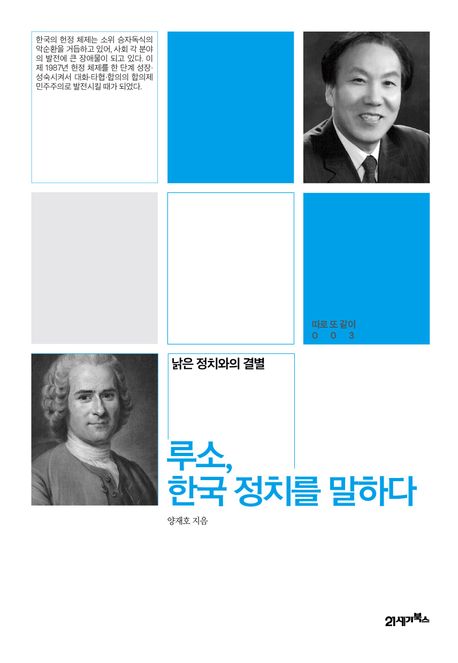 한국의 헌정 체제는 소위 승자독식의
악순환을 거듭하고 있어, 사회 각 분야
의 발전에 큰 장애물이 되고 있다. 이
제 1987년 헌정 체제를 한 단계 성장·
성숙시켜서 대화·타협·합의의 합의제
민주주의로 발전시킬 때가 되었다.
따로 또 같이
0 0 3
낡은 정치와의 결별
루소,
한국 정치를 말하다
양재호 지음
21세기북스